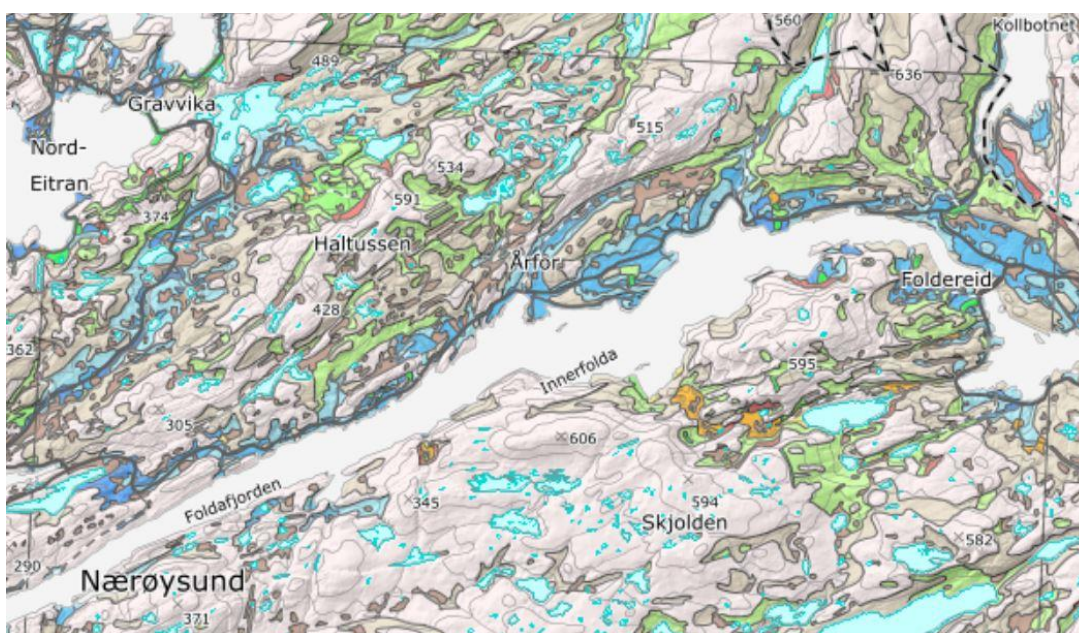 560
Kollbotnet
489
636
Gravvika
515
Nord-
Eitran
534
591
374
Haltussen
Årfor
Foldereid
428
362
Innerfolda
595
305
606
Foldafjorden
345
594
Skjolden
582
290
Nærøysund
371